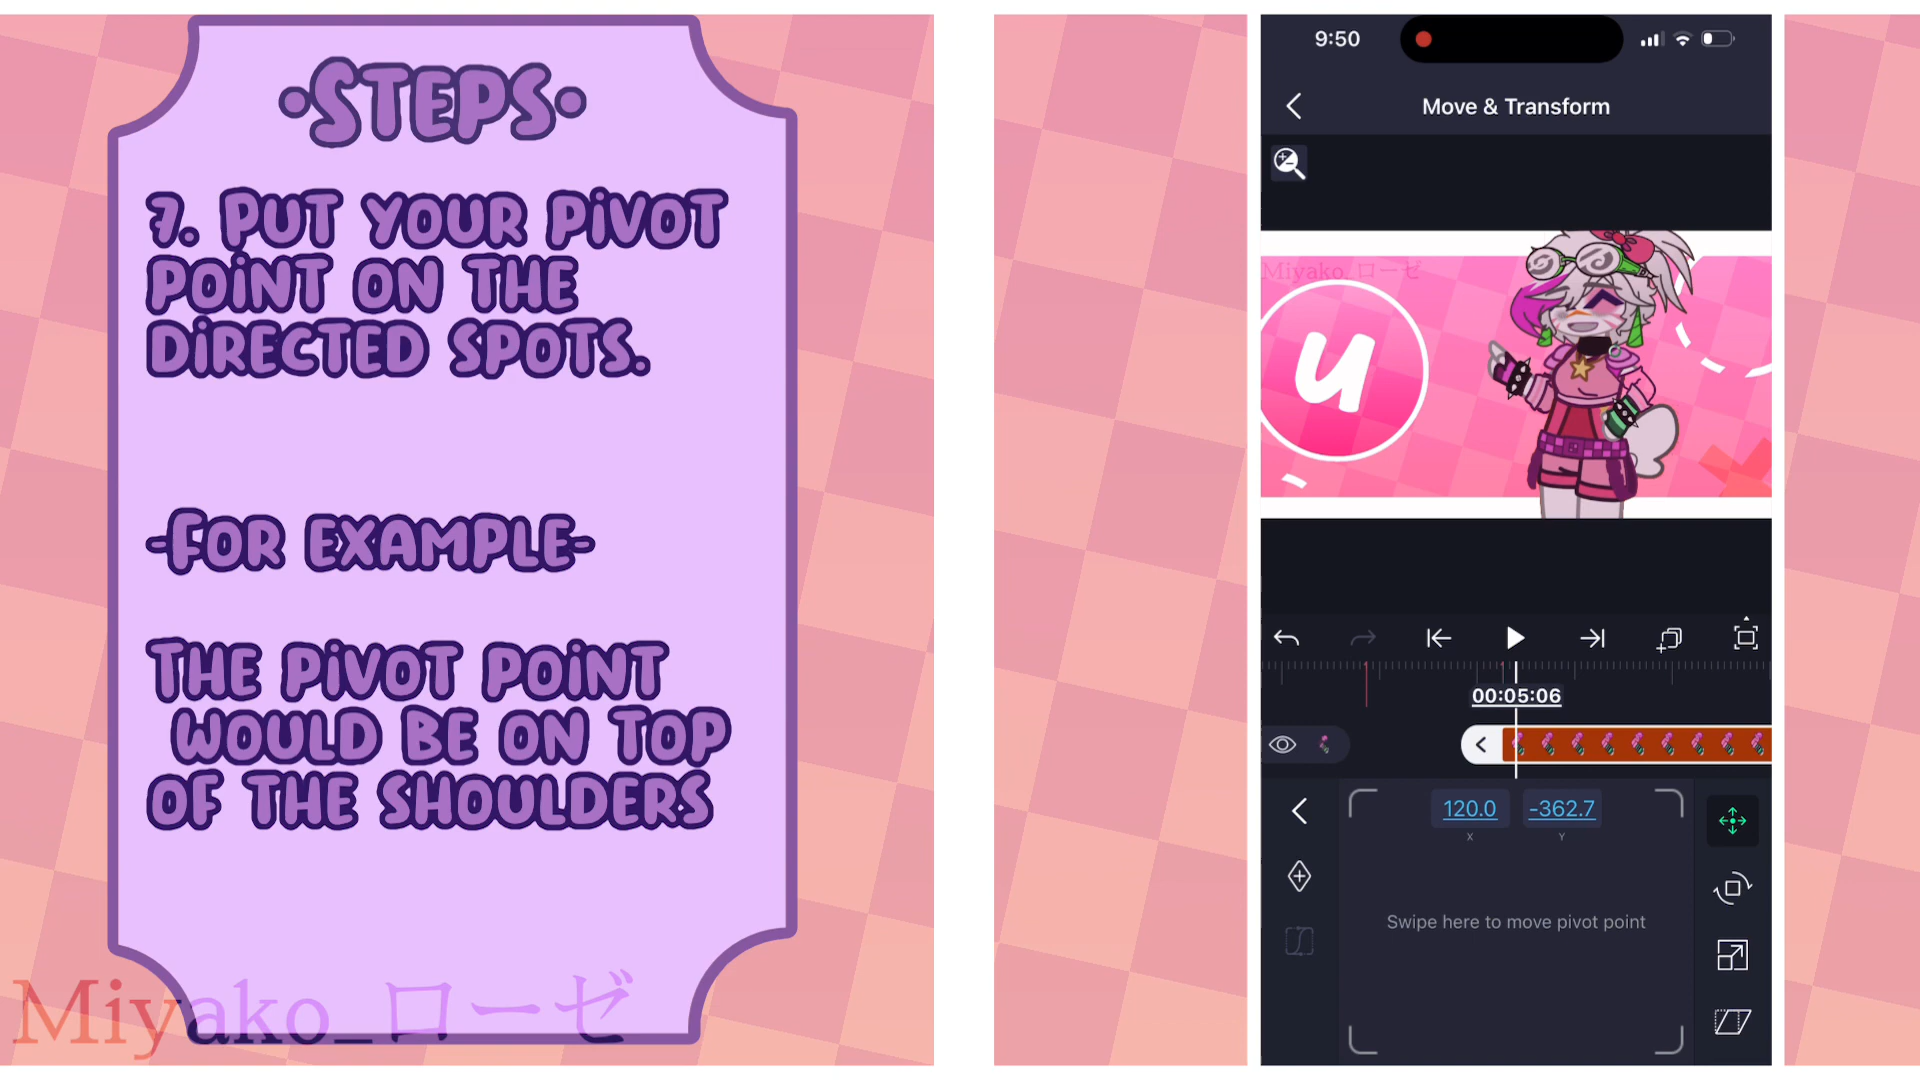 •STEPS•
7. PUT YOUR PIVOT
POINT ON THE
DIRECTED SPOTS.
-FOR EXAMPLE-
THE PIVOT POINT
WOULD BE ON TOP
OF THE SHOULDERS
Miyako_ローゼ
9:50
Move & Transform
Miyako_ローゼ
u
00:05:06
120.0 -362.7
X Y
Swipe here to move pivot point